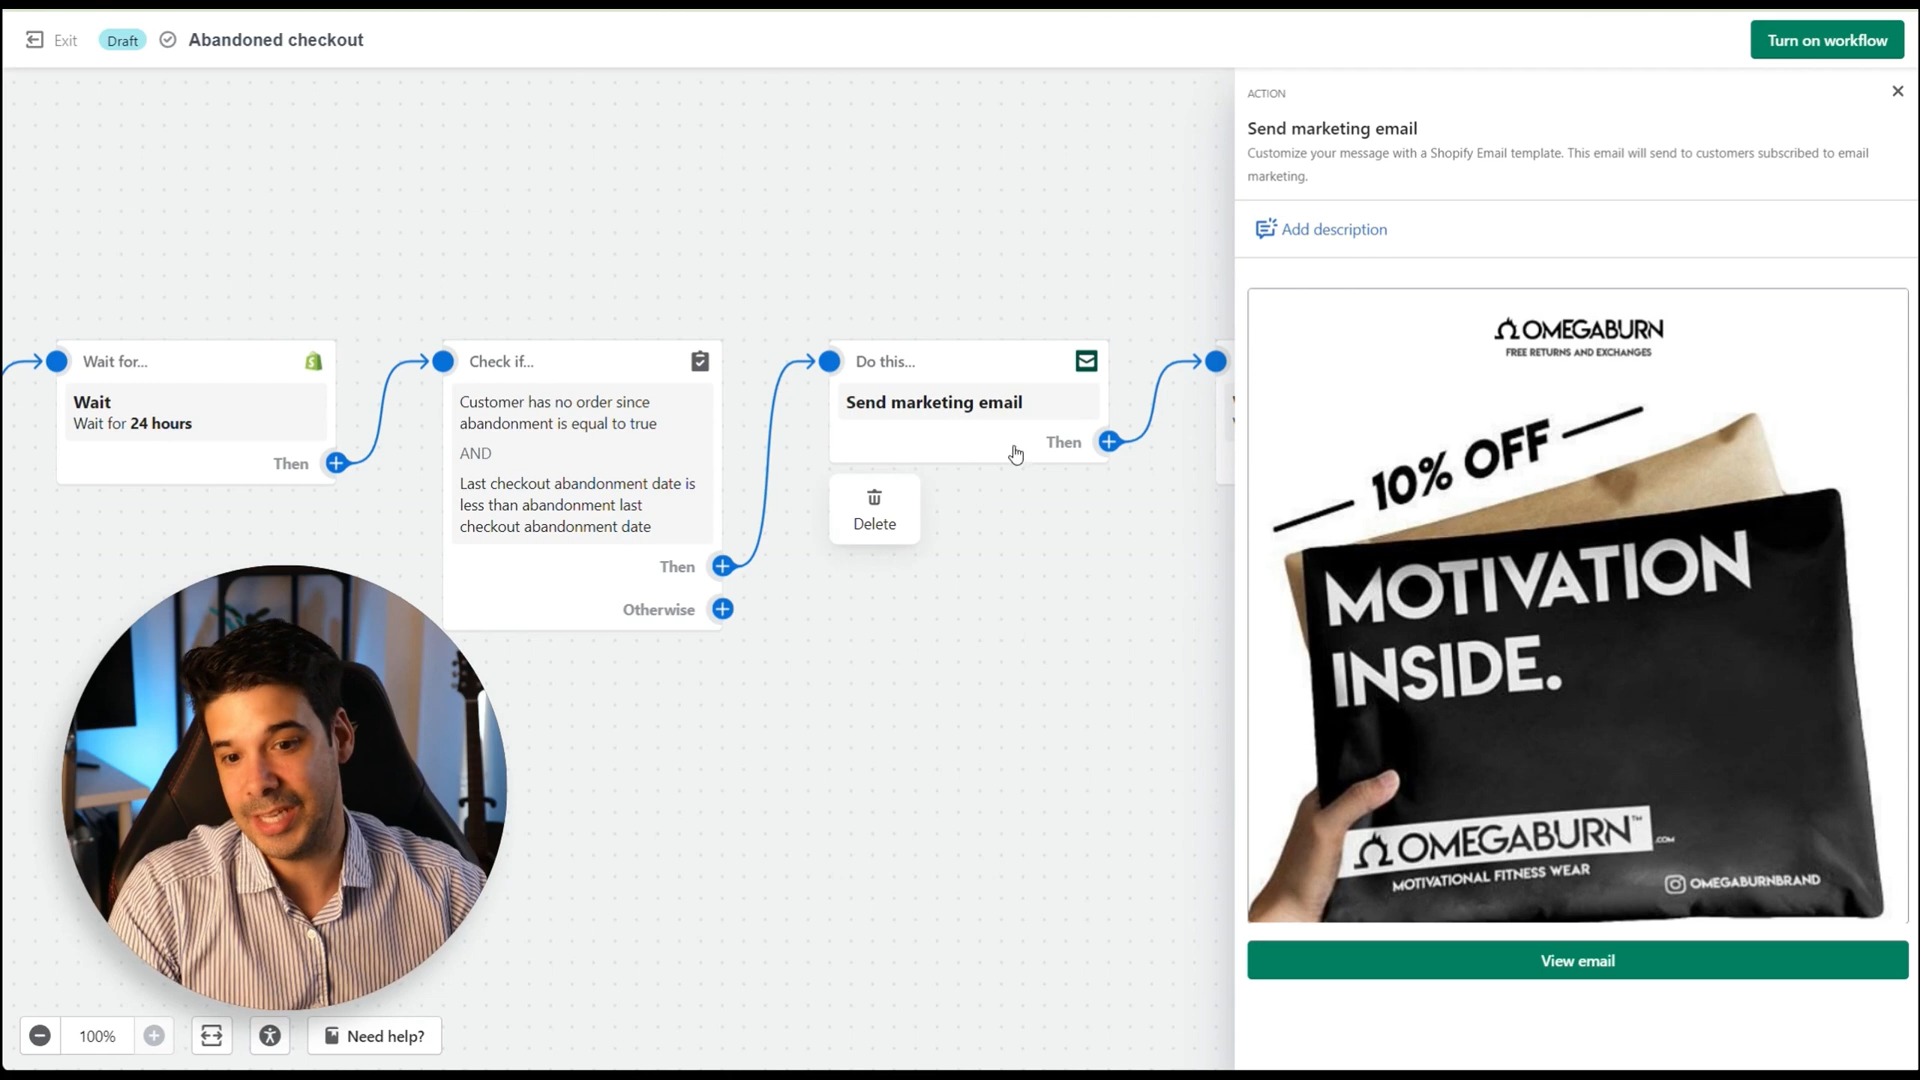 Exit
Draft
Abandoned checkout
Turn on workflow
ACTION
Send marketing email
Customize your message with a Shopify Email template. This email will send to customers subscribed to email
marketing.
Add description
Wait for...
Wait
Wait for 24 hours
Then
Check if...
Customer has no order since
abandonment is equal to true
AND
Last checkout abandonment date is
less than abandonment last
checkout abandonment date
Then
Otherwise
Do this...
Send marketing email
Then
Delete
OMEGABURN
FREE RETURNS AND EXCHANGES
10% OFF
MOTIVATION
INSIDE.
OMEGABURN™
.COM
MOTIVATIONAL FITNESS WEAR
OMEGABURNBRAND
View email
100%
Need help?